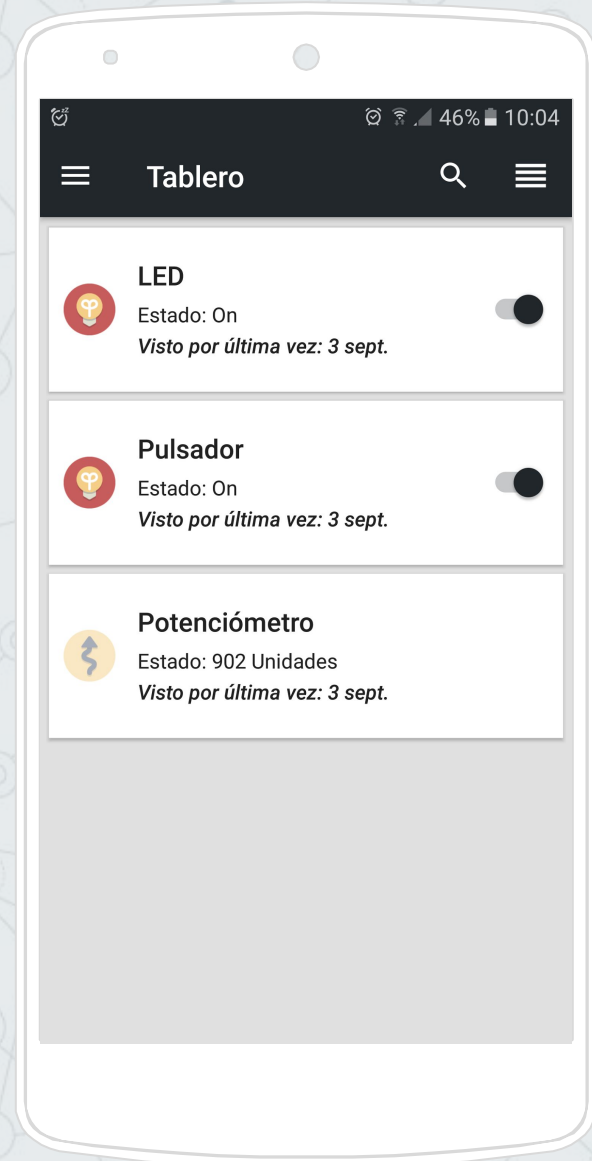 46% 10:04
Tablero
LED
Estado: On
Visto por última vez: 3 sept.
Pulsador
Estado: On
Visto por última vez: 3 sept.
Potenciómetro
Estado: 902 Unidades
Visto por última vez: 3 sept.